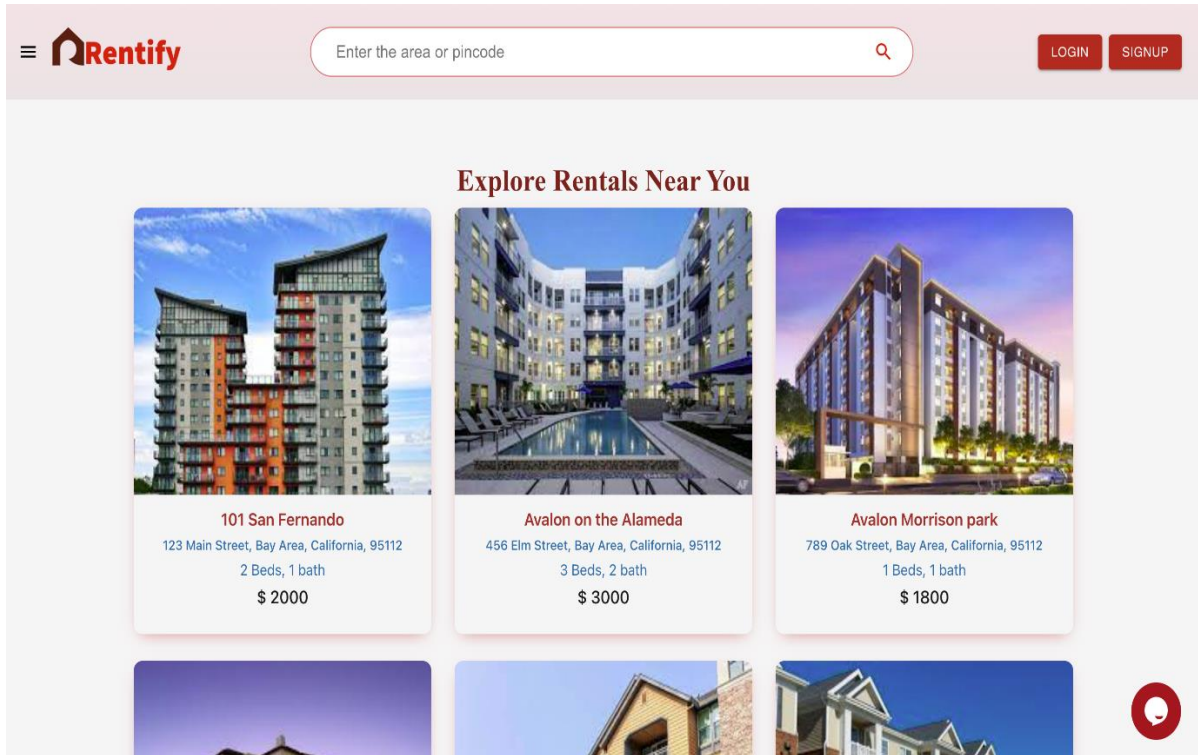 Rentify
Enter the area or pincode
LOGIN
SIGNUP
Explore Rentals Near You
101 San Fernando
123 Main Street, Bay Area, California, 95112
2 Beds, 1 bath
$ 2000
Avalon on the Alameda
456 Elm Street, Bay Area, California, 95112
3 Beds, 2 bath
$ 3000
Avalon Morrison park
789 Oak Street, Bay Area, California, 95112
1 Beds, 1 bath
$ 1800